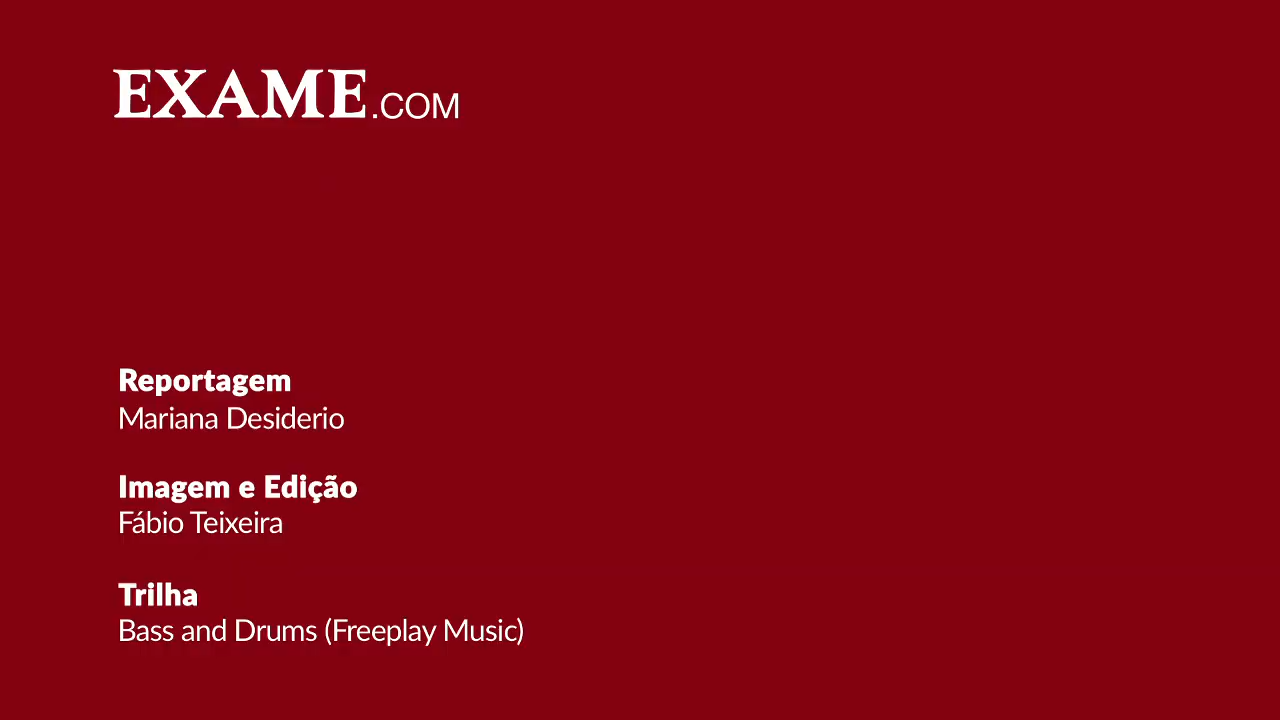 EXAME.COM
Reportagem
Mariana Desiderio
Imagem e Edição
Fábio Teixeira
Trilha
Bass and Drums (Freeplay Music)